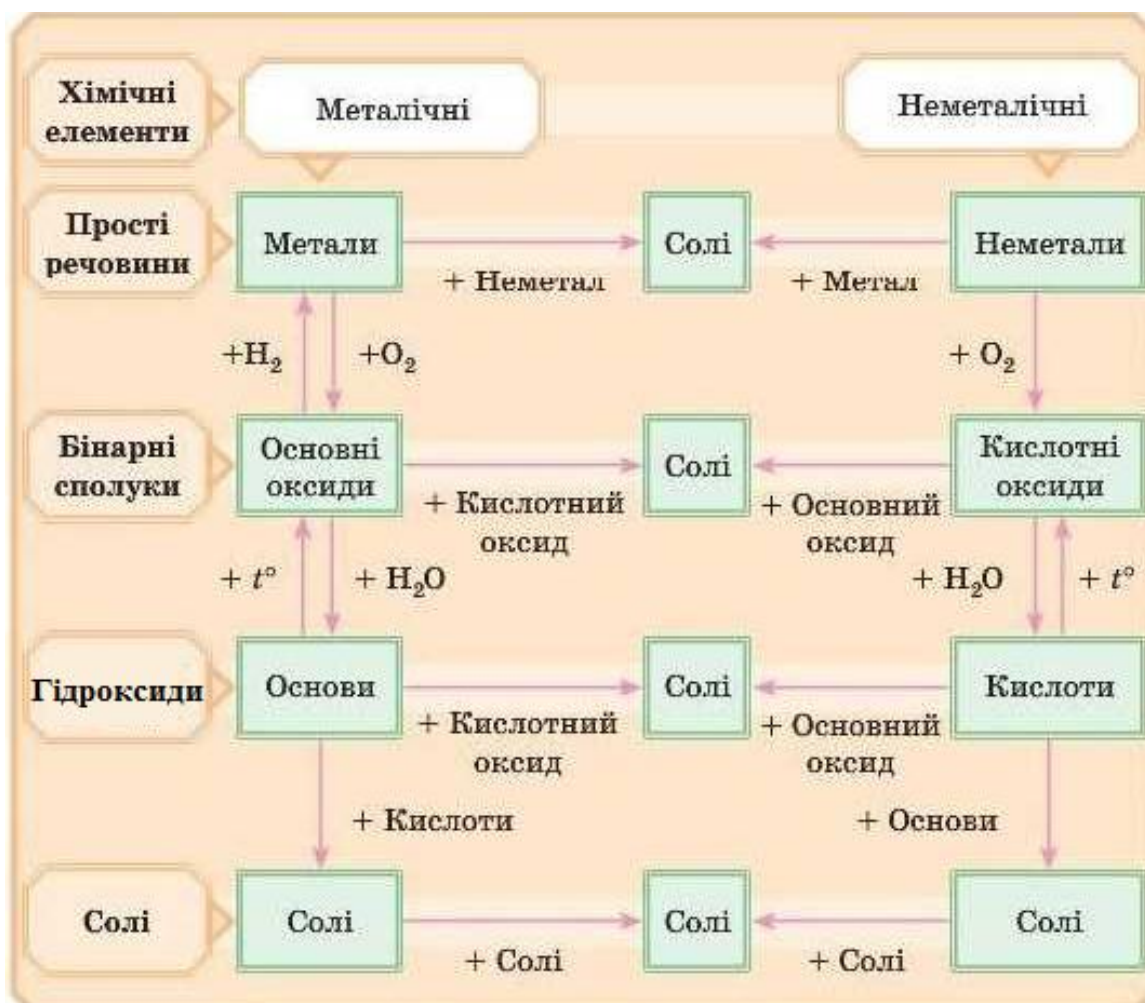 Хімічні
елементи
Металічні
Неметалічні
Прості
речовини
Метали
+ Неметал
Солі
+ Метал
Неметали
+H₂
+O₂
+ O₂
Бінарні
сполуки
Основні
оксиди
+ Кислотний
оксид
Солі
+ Основний
оксид
Кислотні
оксиди
+ t°
+ H₂O
+ H₂O
+ t°
Гідроксиди
Основи
+ Кислотний
оксид
Солі
+ Основний
оксид
Кислоти
+ Кислоти
+ Основи
Солі
Солі
+ Солі
Солі
+ Солі
Солі